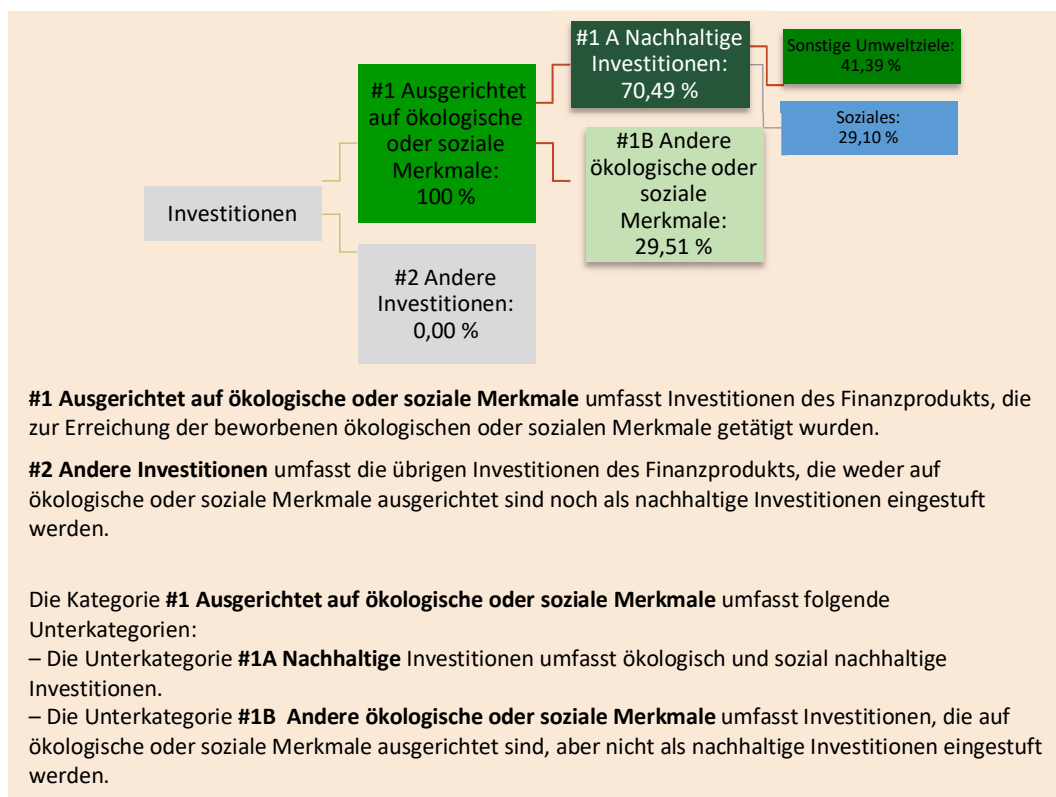 #1 A Nachhaltige
Investitionen:
70,49 %
Sonstige Umweltziele:
41,39 %
#1 Ausgerichtet
auf ökologische
oder soziale
Merkmale:
100 %
Soziales:
29,10 %
#1B Andere
ökologische oder
soziale
Merkmale:
29,51 %
Investitionen
#2 Andere
Investitionen:
0,00 %
#1 Ausgerichtet auf ökologische oder soziale Merkmale umfasst Investitionen des Finanzprodukts, die
zur Erreichung der beworbenen ökologischen oder sozialen Merkmale getätigt wurden.
#2 Andere Investitionen umfasst die übrigen Investitionen des Finanzprodukts, die weder auf
ökologische oder soziale Merkmale ausgerichtet sind noch als nachhaltige Investitionen eingestuft
werden.
Die Kategorie #1 Ausgerichtet auf ökologische oder soziale Merkmale umfasst folgende
Unterkategorien:
– Die Unterkategorie #1A Nachhaltige Investitionen umfasst ökologisch und sozial nachhaltige
Investitionen.
– Die Unterkategorie #1B Andere ökologische oder soziale Merkmale umfasst Investitionen, die auf
ökologische oder soziale Merkmale ausgerichtet sind, aber nicht als nachhaltige Investitionen eingestuft
werden.